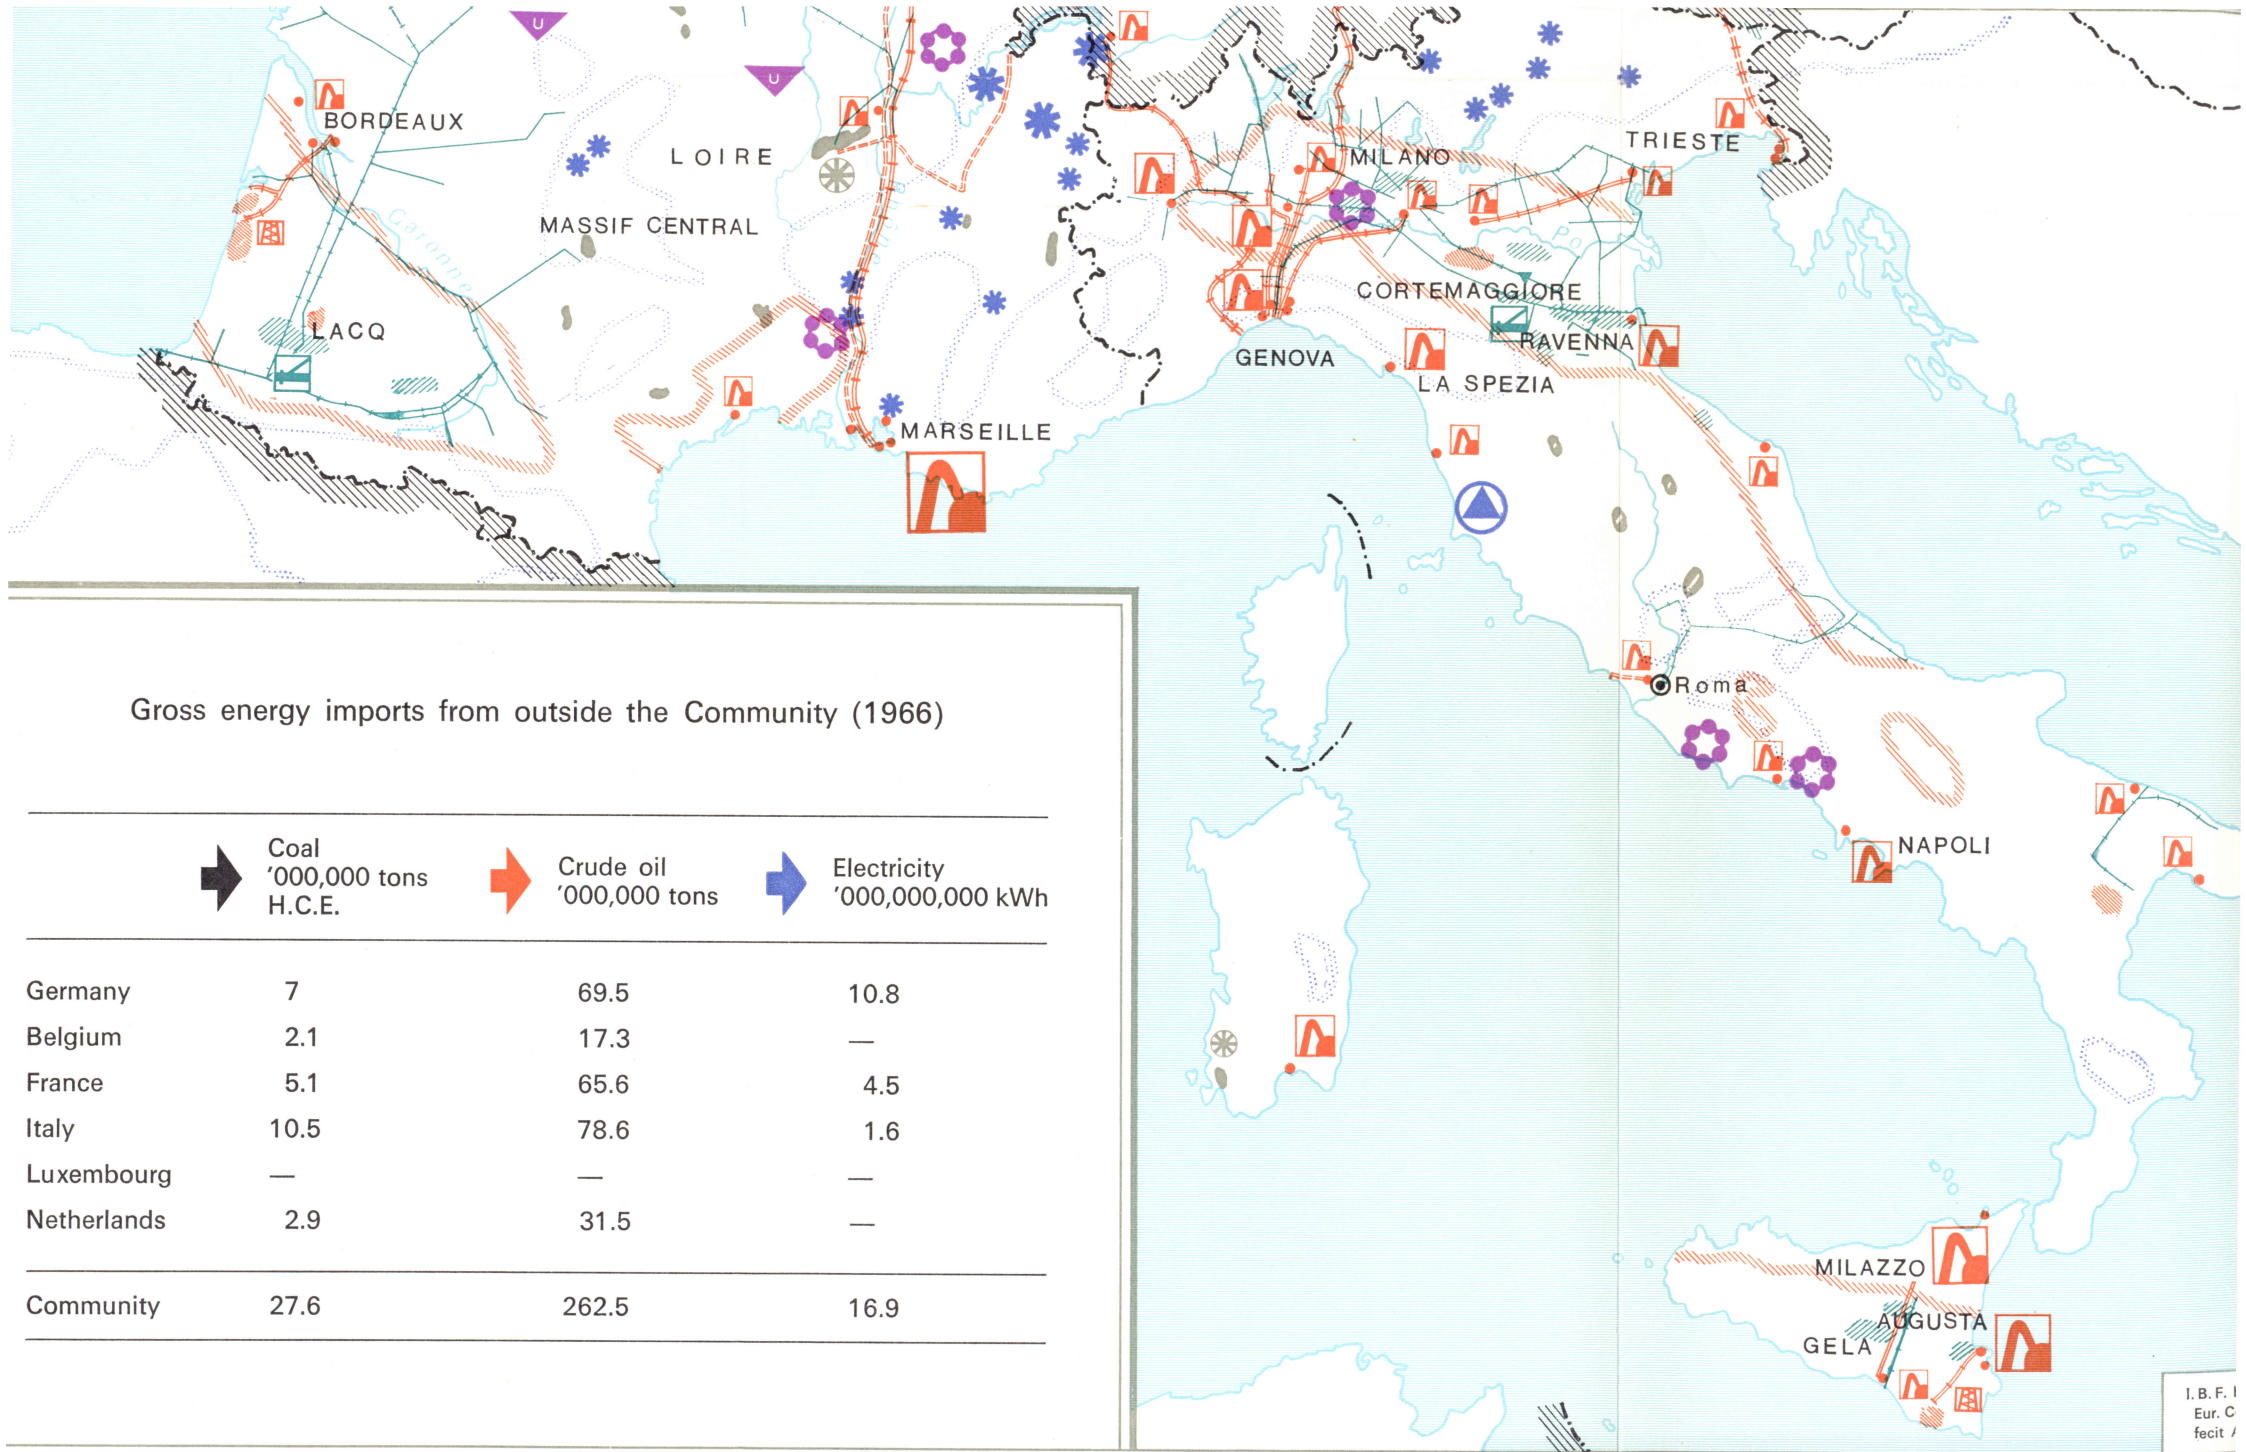 U
U
BORDEAUX
LOIRE
MASSIF CENTRAL
Garonne
LACQ
MARSEILLE
MILANO
TRIESTE
Po
CORTEMAGGIORE
RAVENNA
GENOVA
LA SPEZIA
Roma
NAPOLI
MILAZZO
AUGUSTA
GELA
Gross energy imports from outside the Community (1966)
Coal
'000,000 tons
H.C.E.
Crude oil
'000,000 tons
Electricity
'000,000,000 kWh
Germany 7 69.5 10.8
Belgium 2.1 17.3 —
France 5.1 65.6 4.5
Italy 10.5 78.6 1.6
Luxembourg — — —
Netherlands 2.9 31.5 —
Community 27.6 262.5 16.9
I.B.F.
Eur. C
fecit